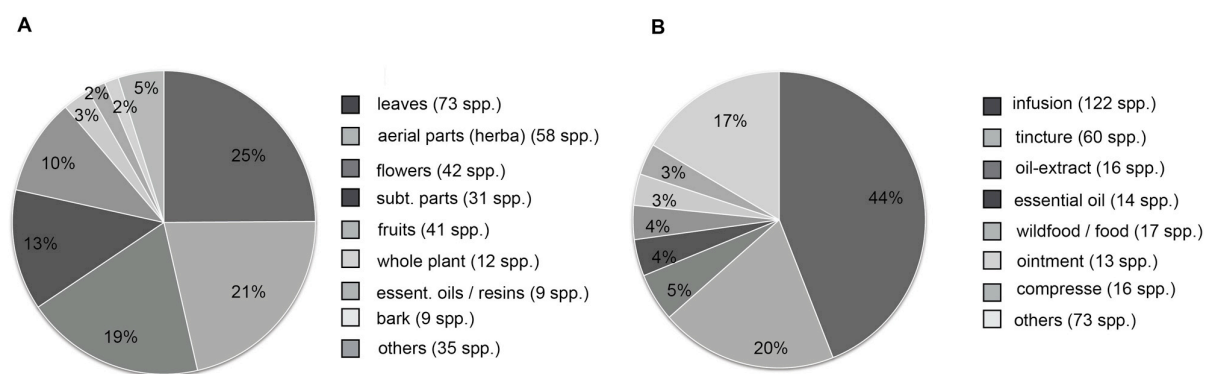 A
25%
21%
19%
13%
10%
3%
2%
2%
5%
leaves (73 spp.)
aerial parts (herba) (58 spp.)
flowers (42 spp.)
subt. parts (31 spp.)
fruits (41 spp.)
whole plant (12 spp.)
essent. oils / resins (9 spp.)
bark (9 spp.)
others (35 spp.)
B
44%
20%
5%
4%
4%
3%
3%
17%
infusion (122 spp.)
tincture (60 spp.)
oil-extract (16 spp.)
essential oil (14 spp.)
wildfood / food (17 spp.)
ointment (13 spp.)
compresse (16 spp.)
others (73 spp.)